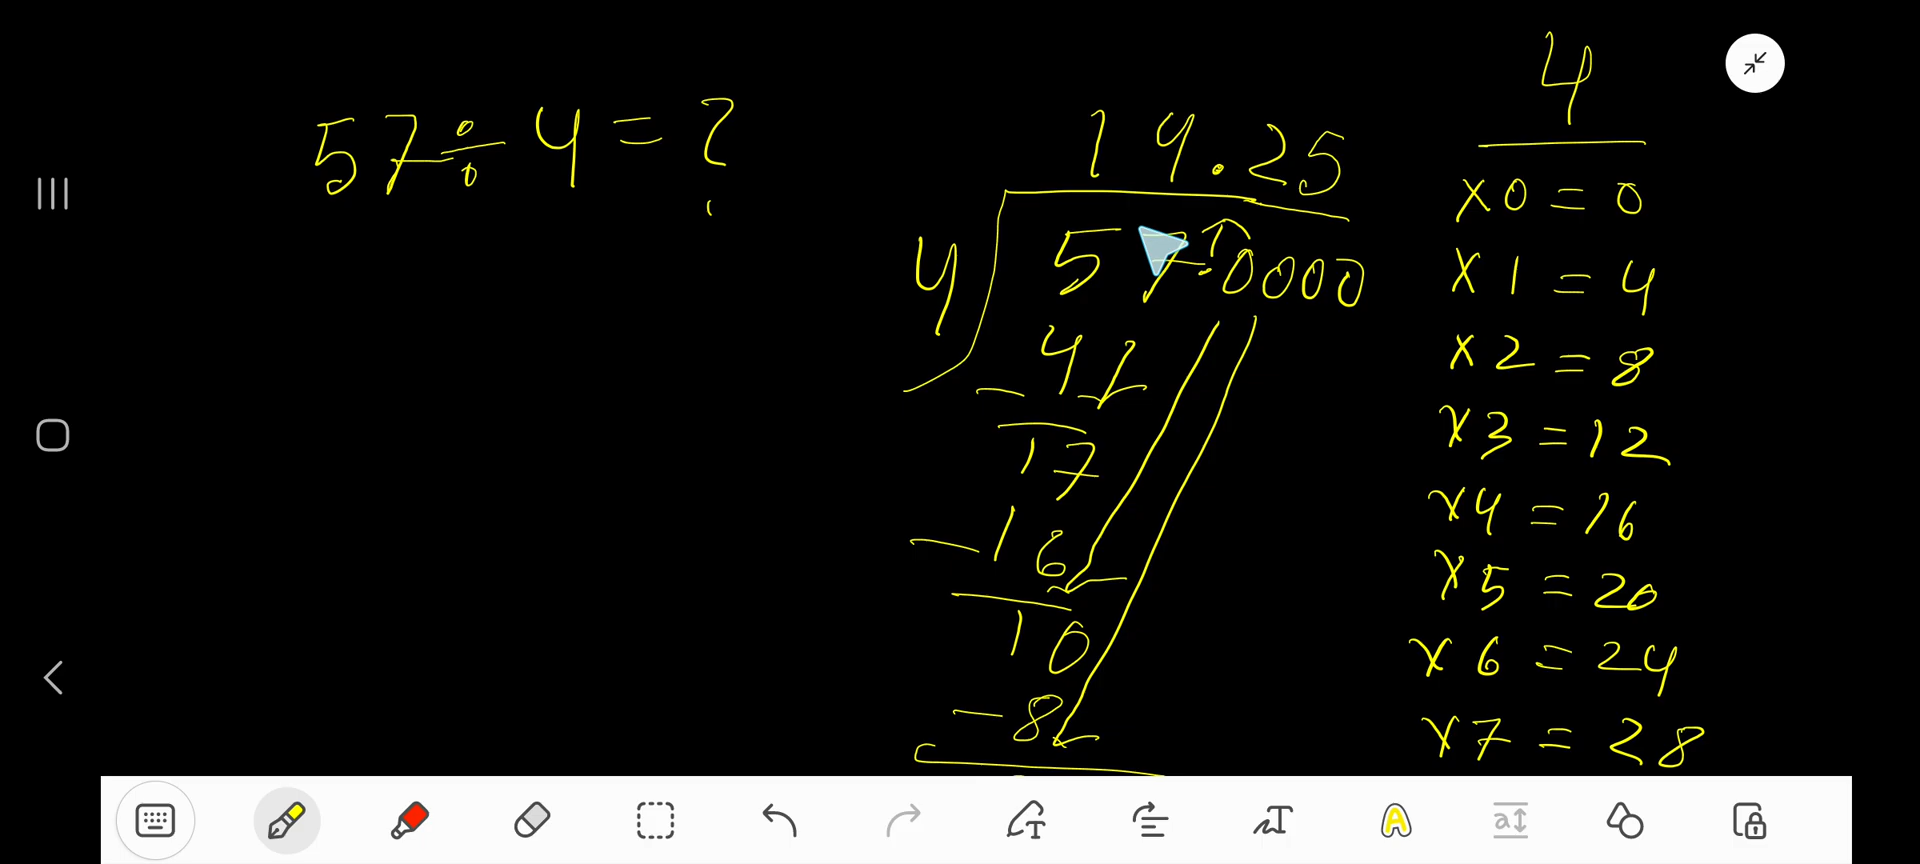 57 ÷ 4 = ?
14.25
4 57.0000
- 4
17
- 16
10
- 8
4
x0 = 0
x1 = 4
x2 = 8
x3 = 12
x4 = 16
x5 = 20
x6 = 24
x7 = 28